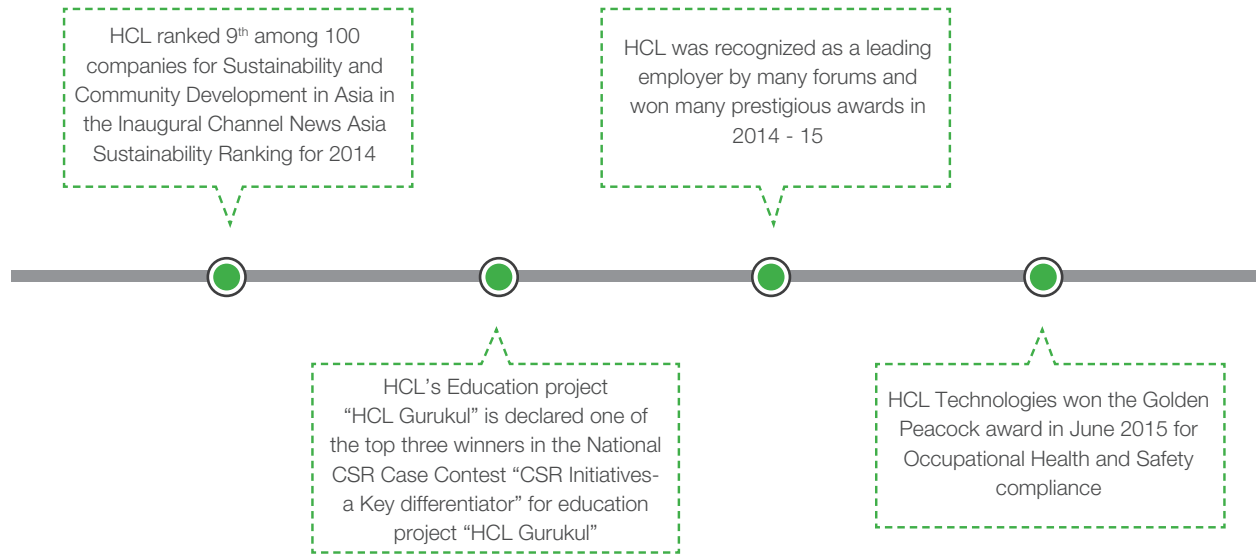 HCL ranked 9th among 100
companies for Sustainability and
Community Development in Asia in
the Inaugural Channel News Asia
Sustainability Ranking for 2014
HCL's Education project
“HCL Gurukul” is declared one of
the top three winners in the National
CSR Case Contest “CSR Initiatives-
a Key differentiator” for education
project “HCL Gurukul”
HCL was recognized as a leading
employer by many forums and
won many prestigious awards in
2014 - 15
HCL Technologies won the Golden
Peacock award in June 2015 for
Occupational Health and Safety
compliance